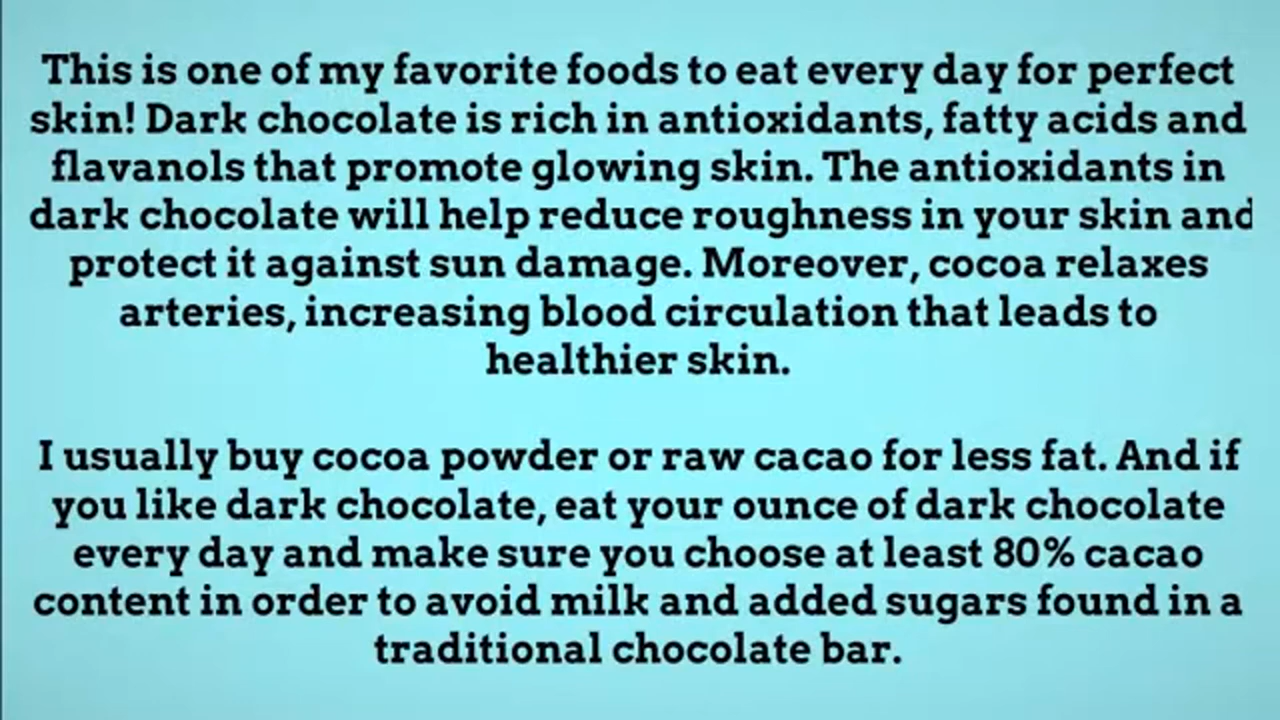 This is one of my favorite foods to eat every day for perfect
skin! Dark chocolate is rich in antioxidants, fatty acids and
flavanols that promote glowing skin. The antioxidants in
dark chocolate will help reduce roughness in your skin and
protect it against sun damage. Moreover, cocoa relaxes
arteries, increasing blood circulation that leads to
healthier skin.
I usually buy cocoa powder or raw cacao for less fat. And if
you like dark chocolate, eat your ounce of dark chocolate
every day and make sure you choose at least 80% cacao
content in order to avoid milk and added sugars found in a
traditional chocolate bar.